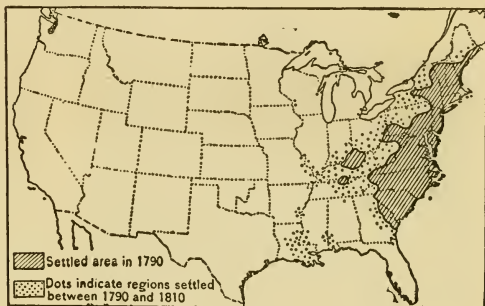 Settled area in 1790
Dots indicate regions settled
between 1790 and 1810